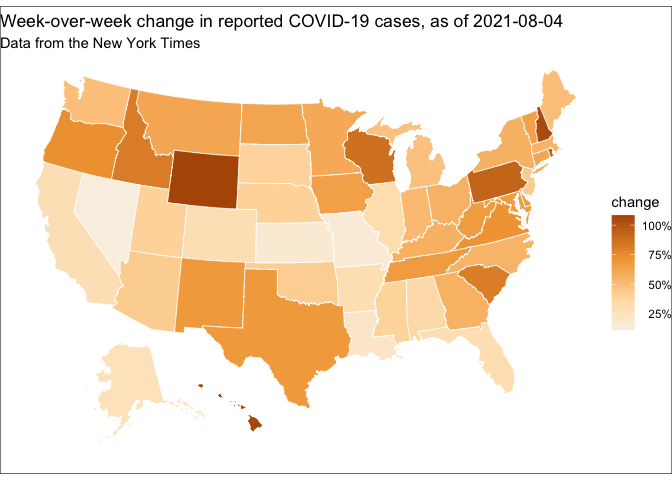 Week-over-week change in reported COVID-19 cases, as of 2021-08-04
Data from the New York Times
change
100%
75%
50%
25%